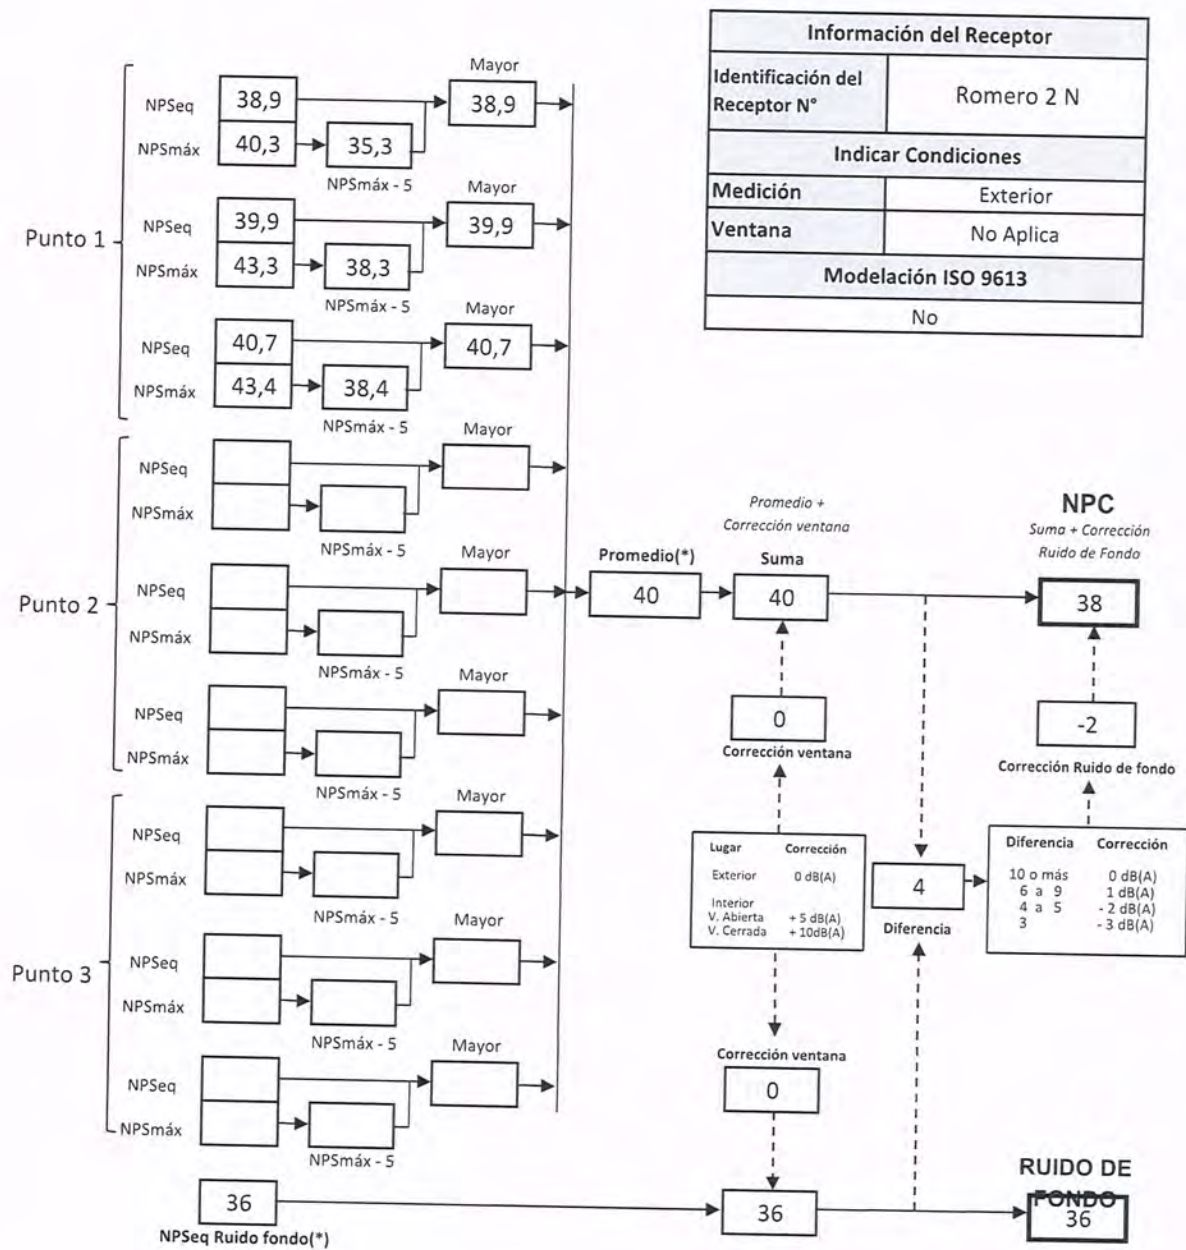 Información del Receptor
Identificación del Receptor N° Romero 2 N
Indicar Condiciones
Medición Exterior
Ventana No Aplica
Modelación ISO 9613
No
Punto 1
Mayor
NPSeq 38,9 38,9
NPSmáx 40,3 35,3
NPSmáx - 5
Mayor
NPSeq 39,9 39,9
NPSmáx 43,3 38,3
NPSmáx - 5
Mayor
NPSeq 40,7 40,7
NPSmáx 43,4 38,4
NPSmáx - 5
Punto 2
Mayor
NPSeq
NPSmáx
NPSmáx - 5
Mayor
NPSeq
NPSmáx
NPSmáx - 5
Mayor
NPSeq
NPSmáx
NPSmáx - 5
Punto 3
Mayor
NPSeq
NPSmáx
NPSmáx - 5
Mayor
NPSeq
NPSmáx
NPSmáx - 5
Mayor
NPSeq
NPSmáx
NPSmáx - 5
Promedio(*)
40
Promedio +
Corrección ventana
Suma
40
NPC
Suma + Corrección
Ruido de Fondo
38
0
Corrección ventana
-2
Corrección Ruido de fondo
Lugar Corrección
Exterior 0 dB(A)
Interior
V. Abierta + 5 dB(A)
V. Cerrada + 10dB(A)
4
Diferencia
Diferencia Corrección
10 o más 0 dB(A)
6 a 9 1 dB(A)
4 a 5 - 2 dB(A)
3 - 3 dB(A)
Corrección ventana
0
36
NPSeq Ruido fondo(*)
36
RUIDO DE
FONDO
36